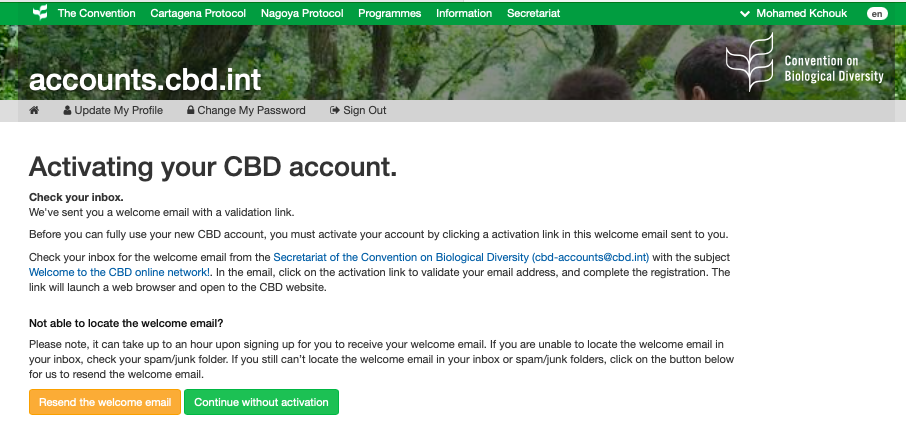 The Convention Cartagena Protocol Nagoya Protocol Programmes Information Secretariat Mohamed Kchouk en
accounts.cbd.int
Convention on
Biological Diversity
Update My Profile Change My Password Sign Out
Activating your CBD account.
Check your inbox.
We've sent you a welcome email with a validation link.
Before you can fully use your new CBD account, you must activate your account by clicking a activation link in this welcome email sent to you.
Check your inbox for the welcome email from the Secretariat of the Convention on Biological Diversity (cbd-accounts@cbd.int) with the subject
Welcome to the CBD online network!. In the email, click on the activation link to validate your email address, and complete the registration. The
link will launch a web browser and open to the CBD website.
Not able to locate the welcome email?
Please note, it can take up to an hour upon signing up for you to receive your welcome email. If you are unable to locate the welcome email in
your inbox, check your spam/junk folder. If you still can't locate the welcome email in your inbox or spam/junk folders, click on the button below
for us to resend the welcome email.
Resend the welcome email Continue without activation